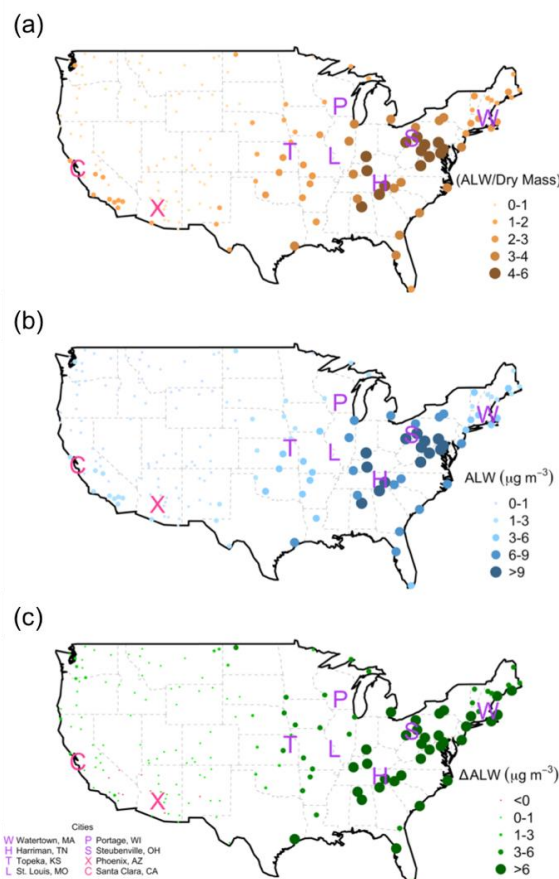 (a)
P
W
S
T
L
C
H
X
(ALW/Dry Mass)
0-1
1-2
2-3
3-4
4-6
(b)
P
W
S
T
L
C
H
X
ALW (μg m⁻³)
0-1
1-3
3-6
6-9
>9
(c)
P
W
S
T
L
C
H
X
ΔALW (μg m⁻³)
<0
0-1
1-3
3-6
>6
Cities
W Watertown, MA P Portage, WI
H Harriman, TN S Steubenville, OH
T Topeka, KS X Phoenix, AZ
L St. Louis, MO C Santa Clara, CA